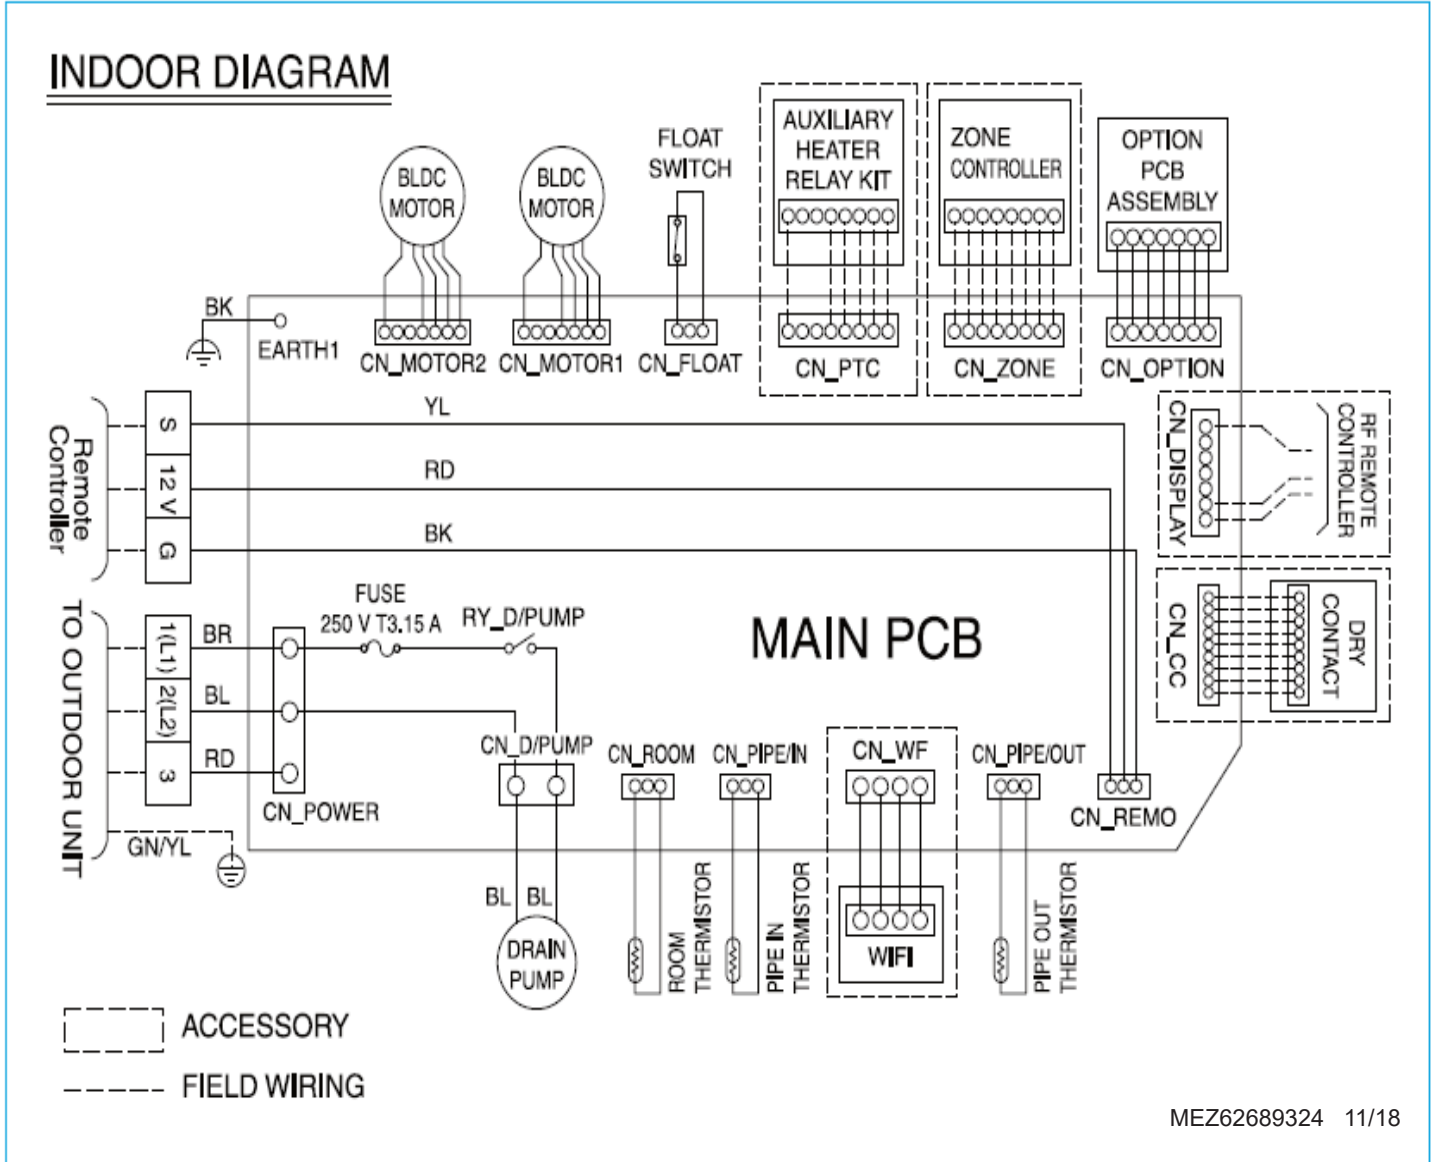 INDOOR DIAGRAM
BLDC
MOTOR
BLDC
MOTOR
FLOAT
SWITCH
AUXILIARY
HEATER
RELAY KIT
ZONE
CONTROLLER
OPTION
PCB
ASSEMBLY
BK
EARTH1
CN_MOTOR2
CN_MOTOR1
CN_FLOAT
CN_PTC
CN_ZONE
CN_OPTION
Remote
Controller
S
12 V
G
YL
RD
BK
CN_DISPLAY
RF REMOTE
CONTROLLER
CN_CC
DRY
CONTACT
TO OUTDOOR UNIT
1(L1)
2(L2)
3
BR
BL
RD
GN/YL
CN_POWER
FUSE
250 V T3.15 A
RY_D/PUMP
MAIN PCB
CN_D/PUMP
CN_ROOM
CN_PIPE/IN
CN_WF
CN_PIPE/OUT
CN_REMO
BL
BL
DRAIN
PUMP
ROOM
THERMISTOR
PIPE IN
THERMISTOR
WIFI
PIPE OUT
THERMISTOR
ACCESSORY
FIELD WIRING
MEZ62689324 11/18